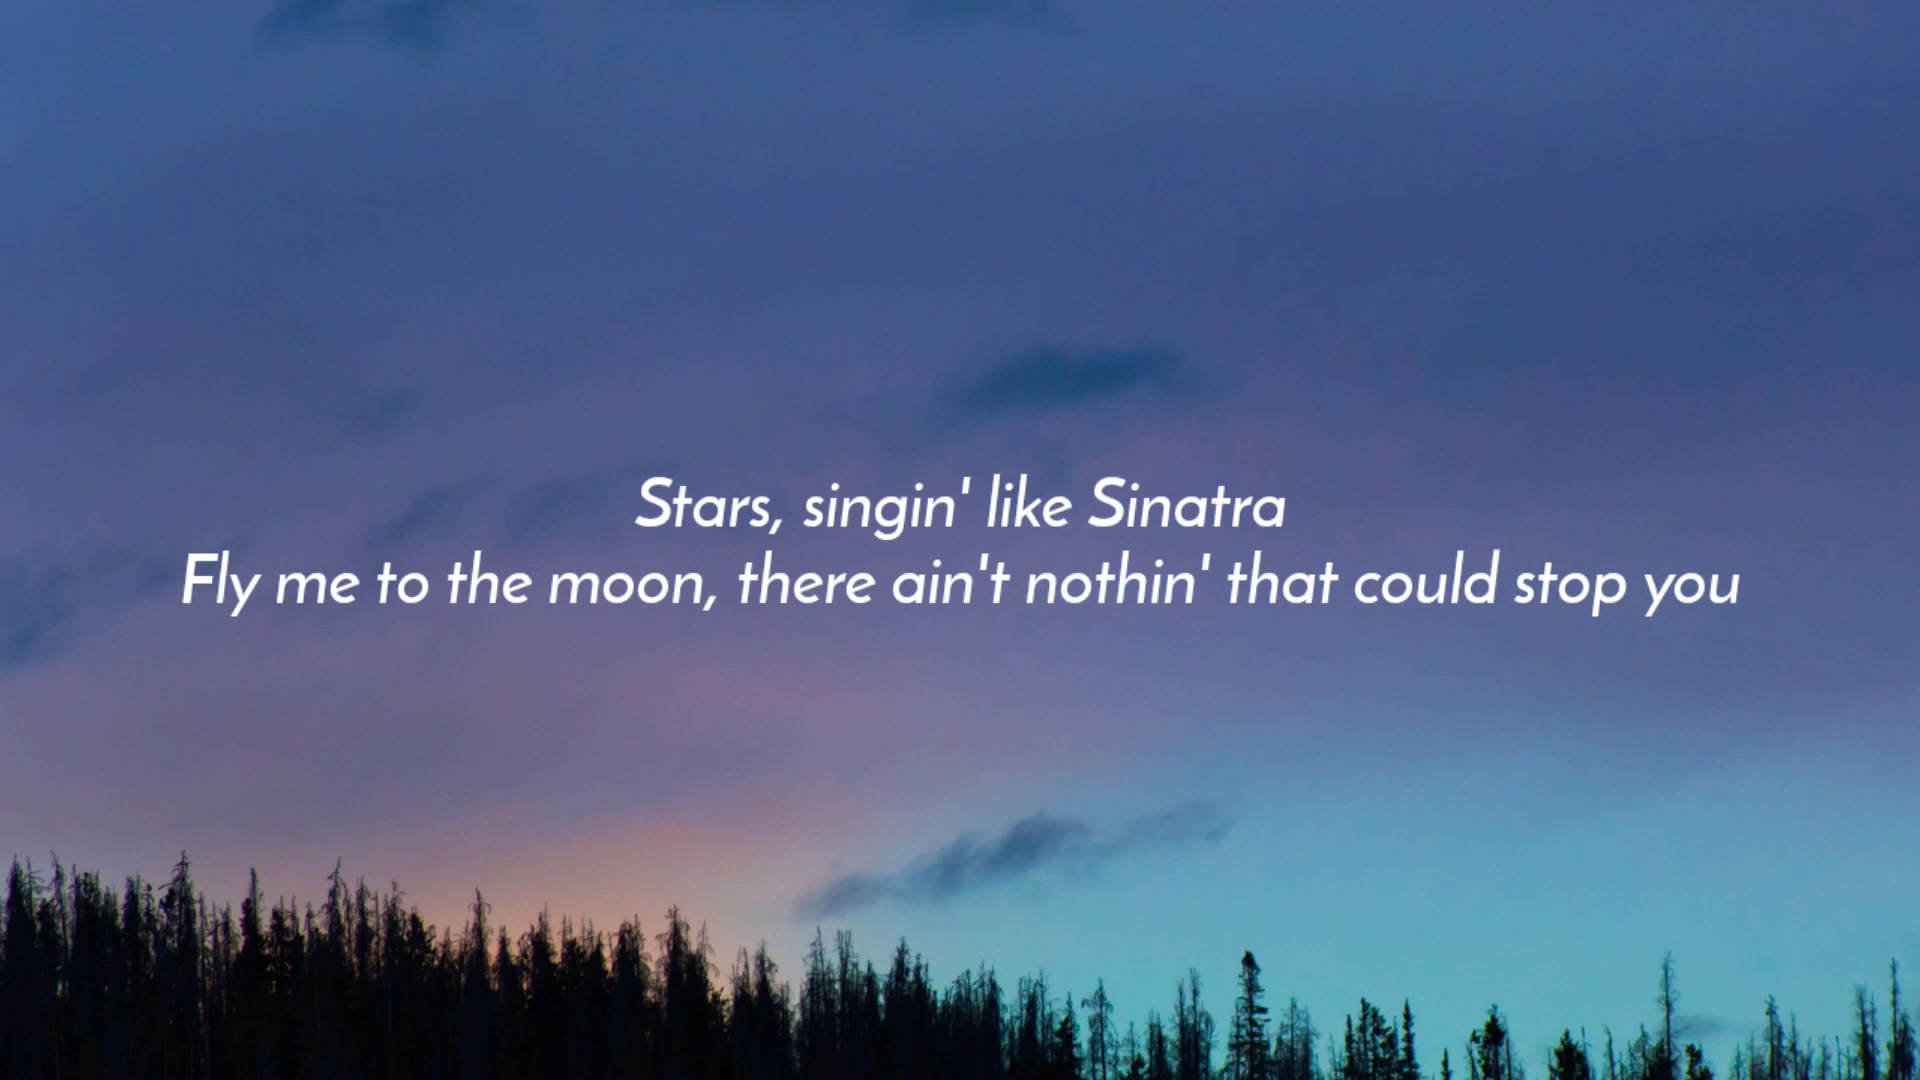 Stars, singin' like Sinatra
Fly me to the moon, there ain't nothin' that could stop you